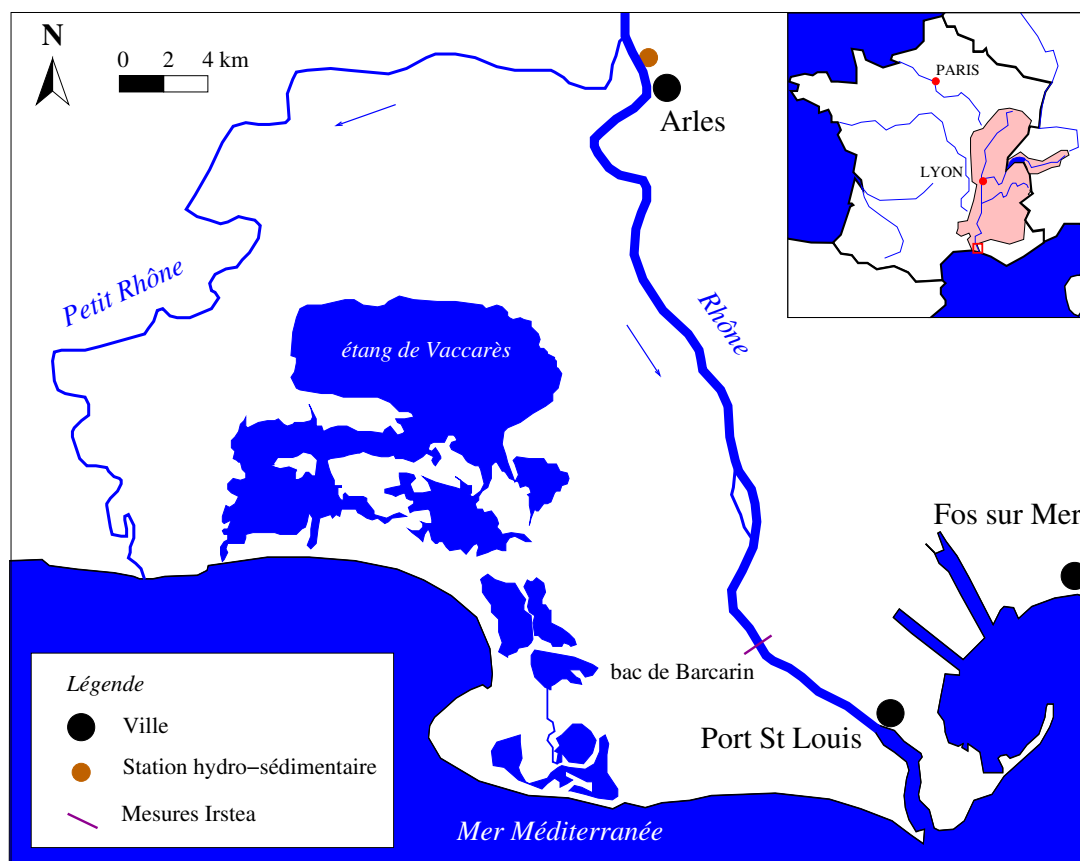 N
0 2 4 km
Arles
PARIS
LYON
Petit Rhône
Rhône
étang de Vaccarès
Fos sur Mer
bac de Barcarin
Port St Louis
Légende
Ville
Station hydro−sédimentaire
Mesures Irstea
Mer Méditerranée